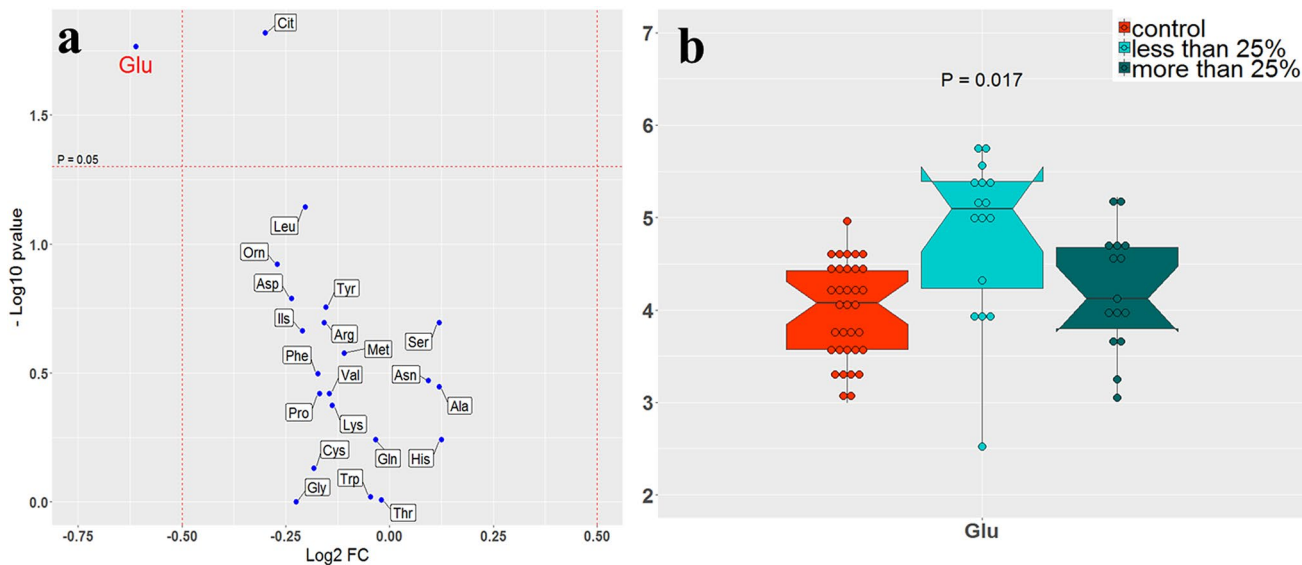 a
Cit
Glu
1.5
P = 0.05
Leu
1.0
Orn
Asp
Tyr
Ils
Arg
Ser
Met
Phe
0.5
Val
Asn
Pro
Ala
Lys
Cys
Gln
His
Trp
Gly
0.0
Thr
-0.75
-0.50
-0.25
0.00
0.25
0.50
Log2 FC
- Log10 pvalue
b
control
less than 25%
more than 25%
P = 0.017
7
6
5
4
3
2
Glu